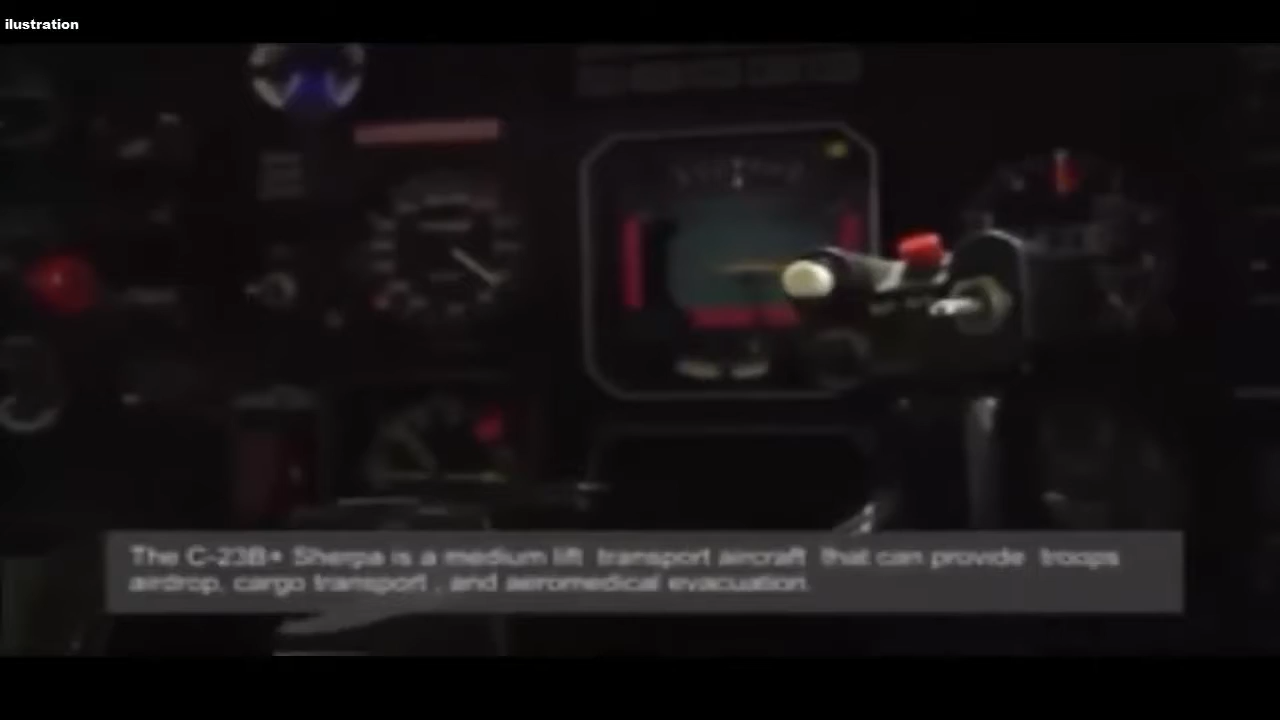 ilustration
The C-23B+ Sherpa is a medium lift transport aircraft that can provide troops
airdrop, cargo transport , and aeromedical evacuation.